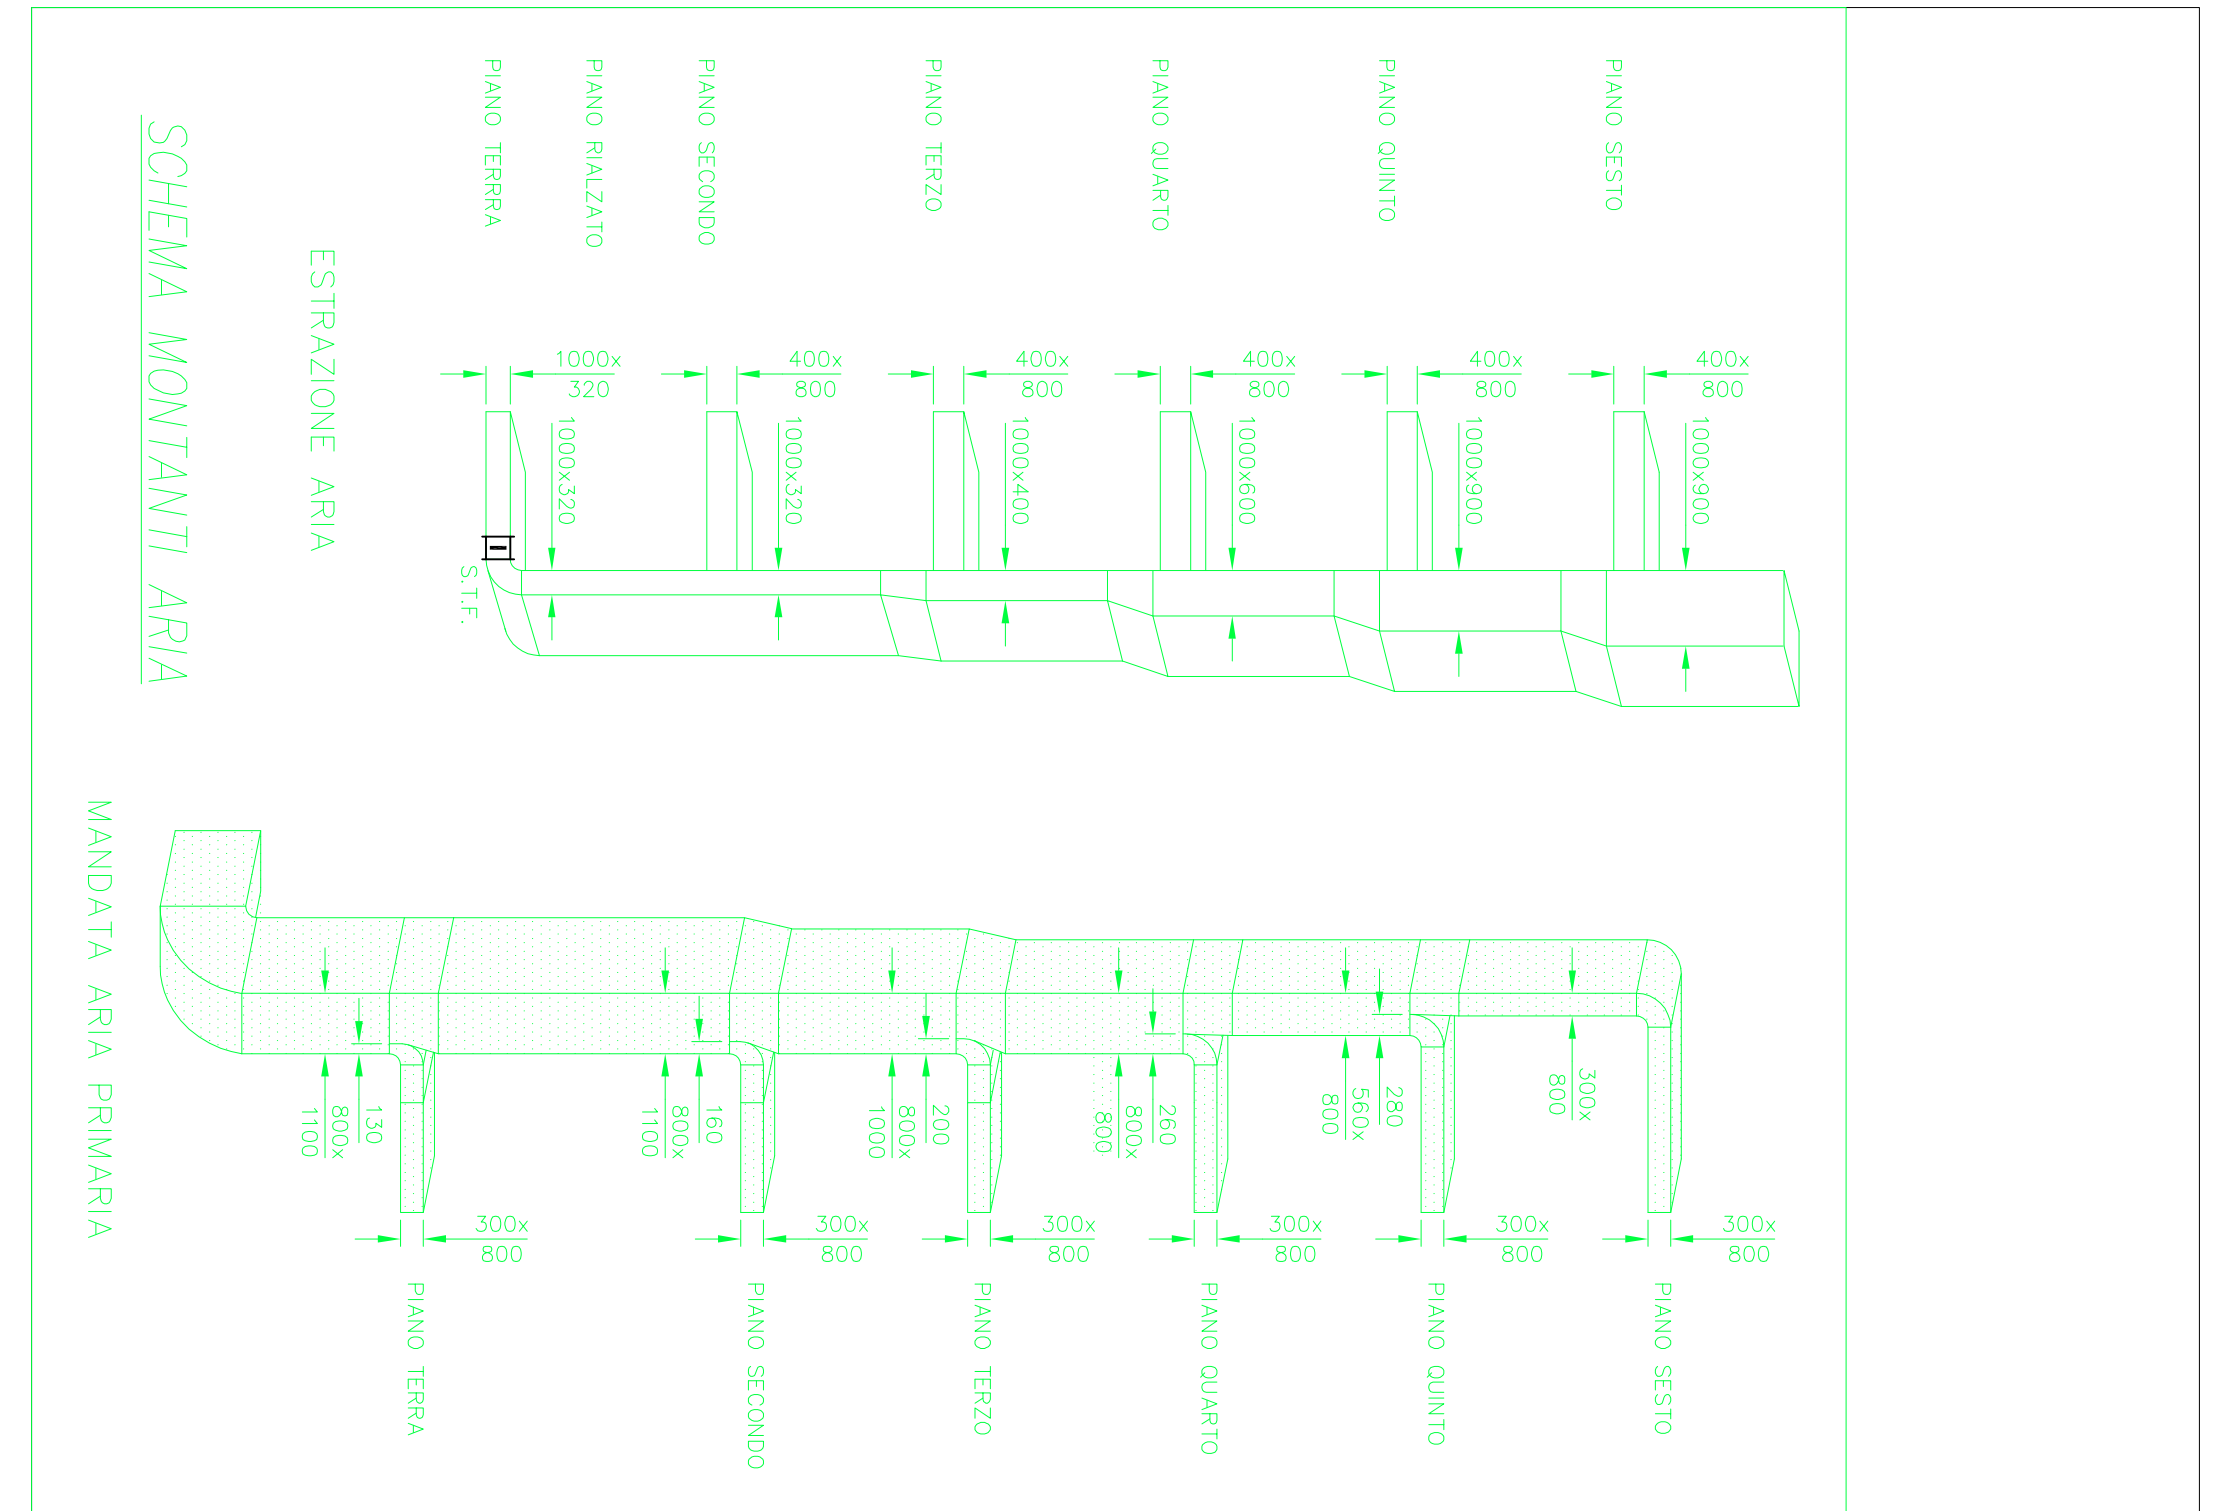 PIANO SESTO
PIANO QUINTO
PIANO QUARTO
PIANO TERZO
PIANO SECONDO
PIANO RIALZATO
PIANO TERRRA
400x
800
1000x900
400x
800
1000x900
400x
800
1000x600
400x
800
1000x400
400x
800
1000x320
1000x
320
1000x320
S.T.F.
ESTRAZIONE ARIA
SCHEMA MONTANTI ARIA
300x
800
280
560x
800
260
800x
800
200
800x
1000
160
800x
1100
130
800x
1100
300x
800
300x
800
300x
800
300x
800
300x
800
300x
800
PIANO SESTO
PIANO QUINTO
PIANO QUARTO
PIANO TERZO
PIANO SECONDO
PIANO TERRA
MANDATA ARIA PRIMARIA